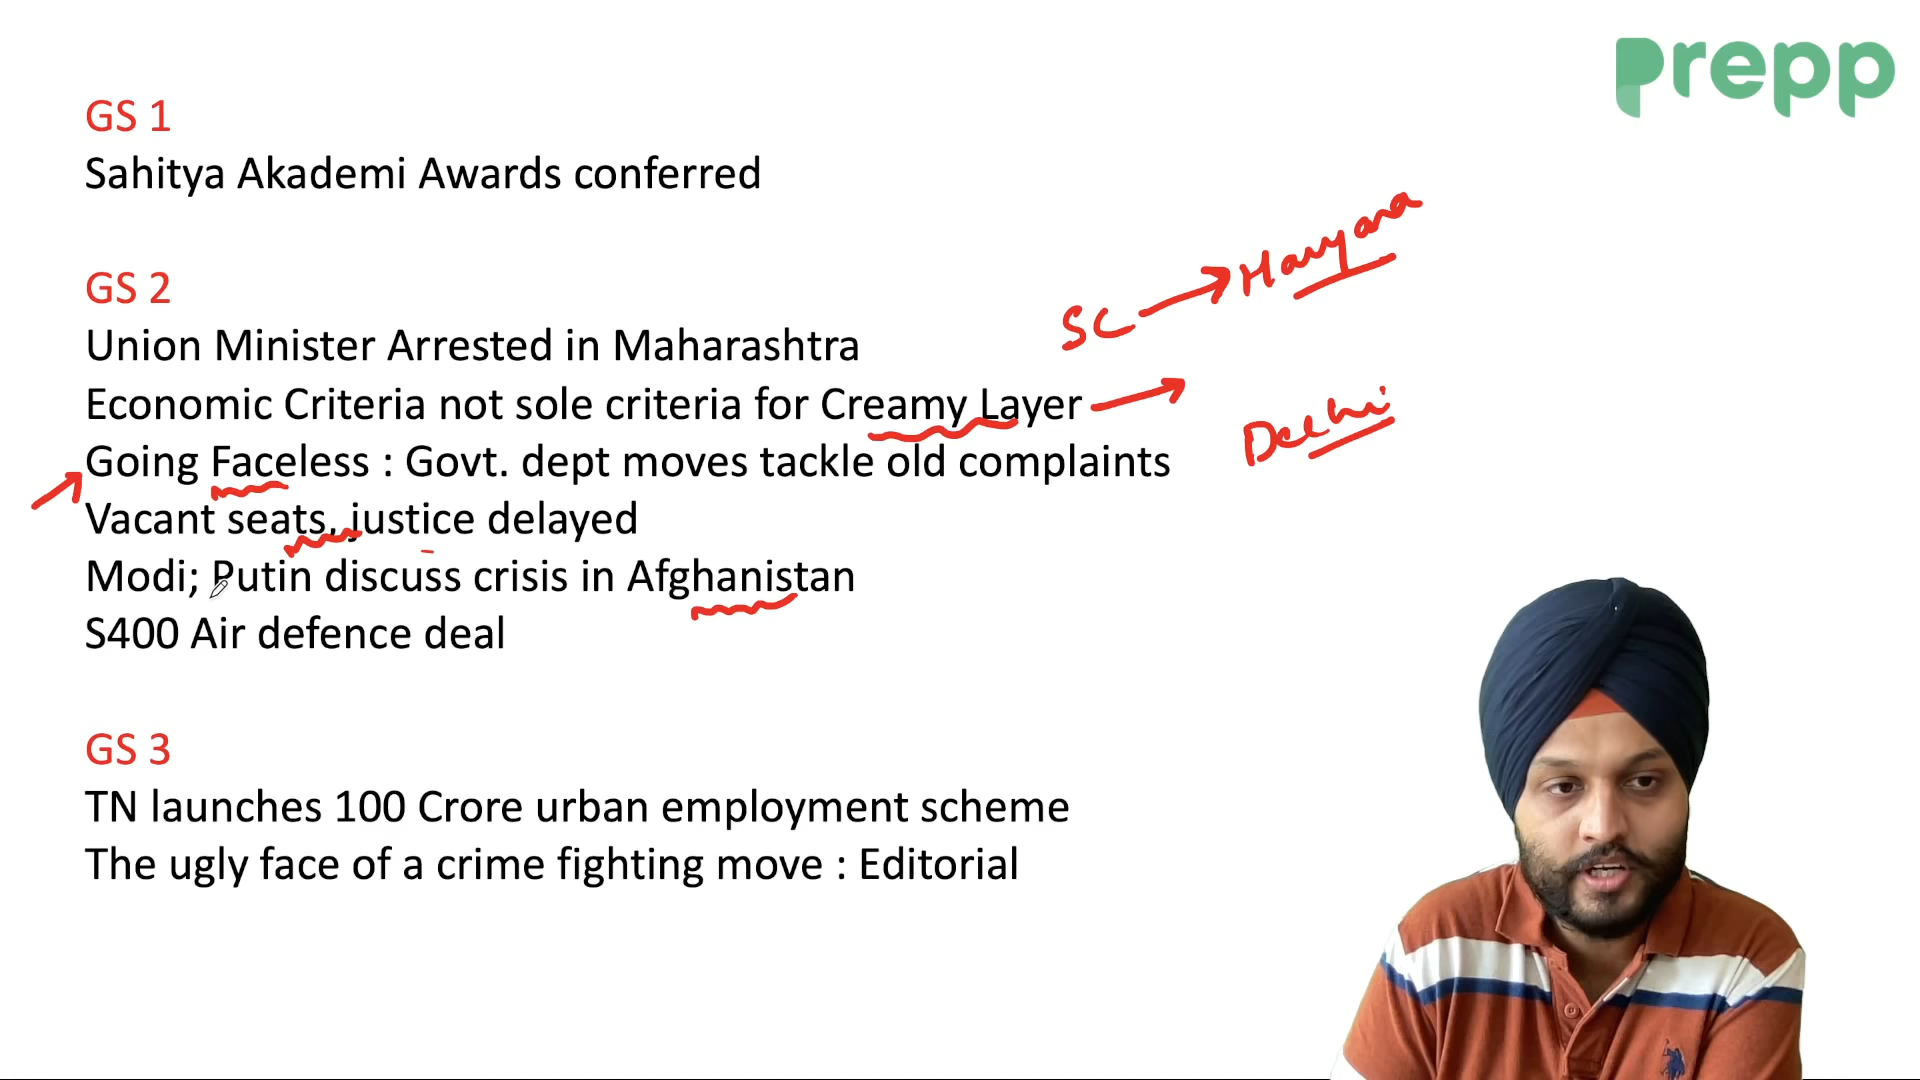 prepp
GS 1
Sahitya Akademi Awards conferred
GS 2
Union Minister Arrested in Maharashtra
SC → Haryana
Economic Criteria not sole criteria for Creamy Layer →
Delhi
Going Faceless : Govt. dept moves tackle old complaints
Vacant seats, justice delayed
Modi; Putin discuss crisis in Afghanistan
S400 Air defence deal
GS 3
TN launches 100 Crore urban employment scheme
The ugly face of a crime fighting move : Editorial